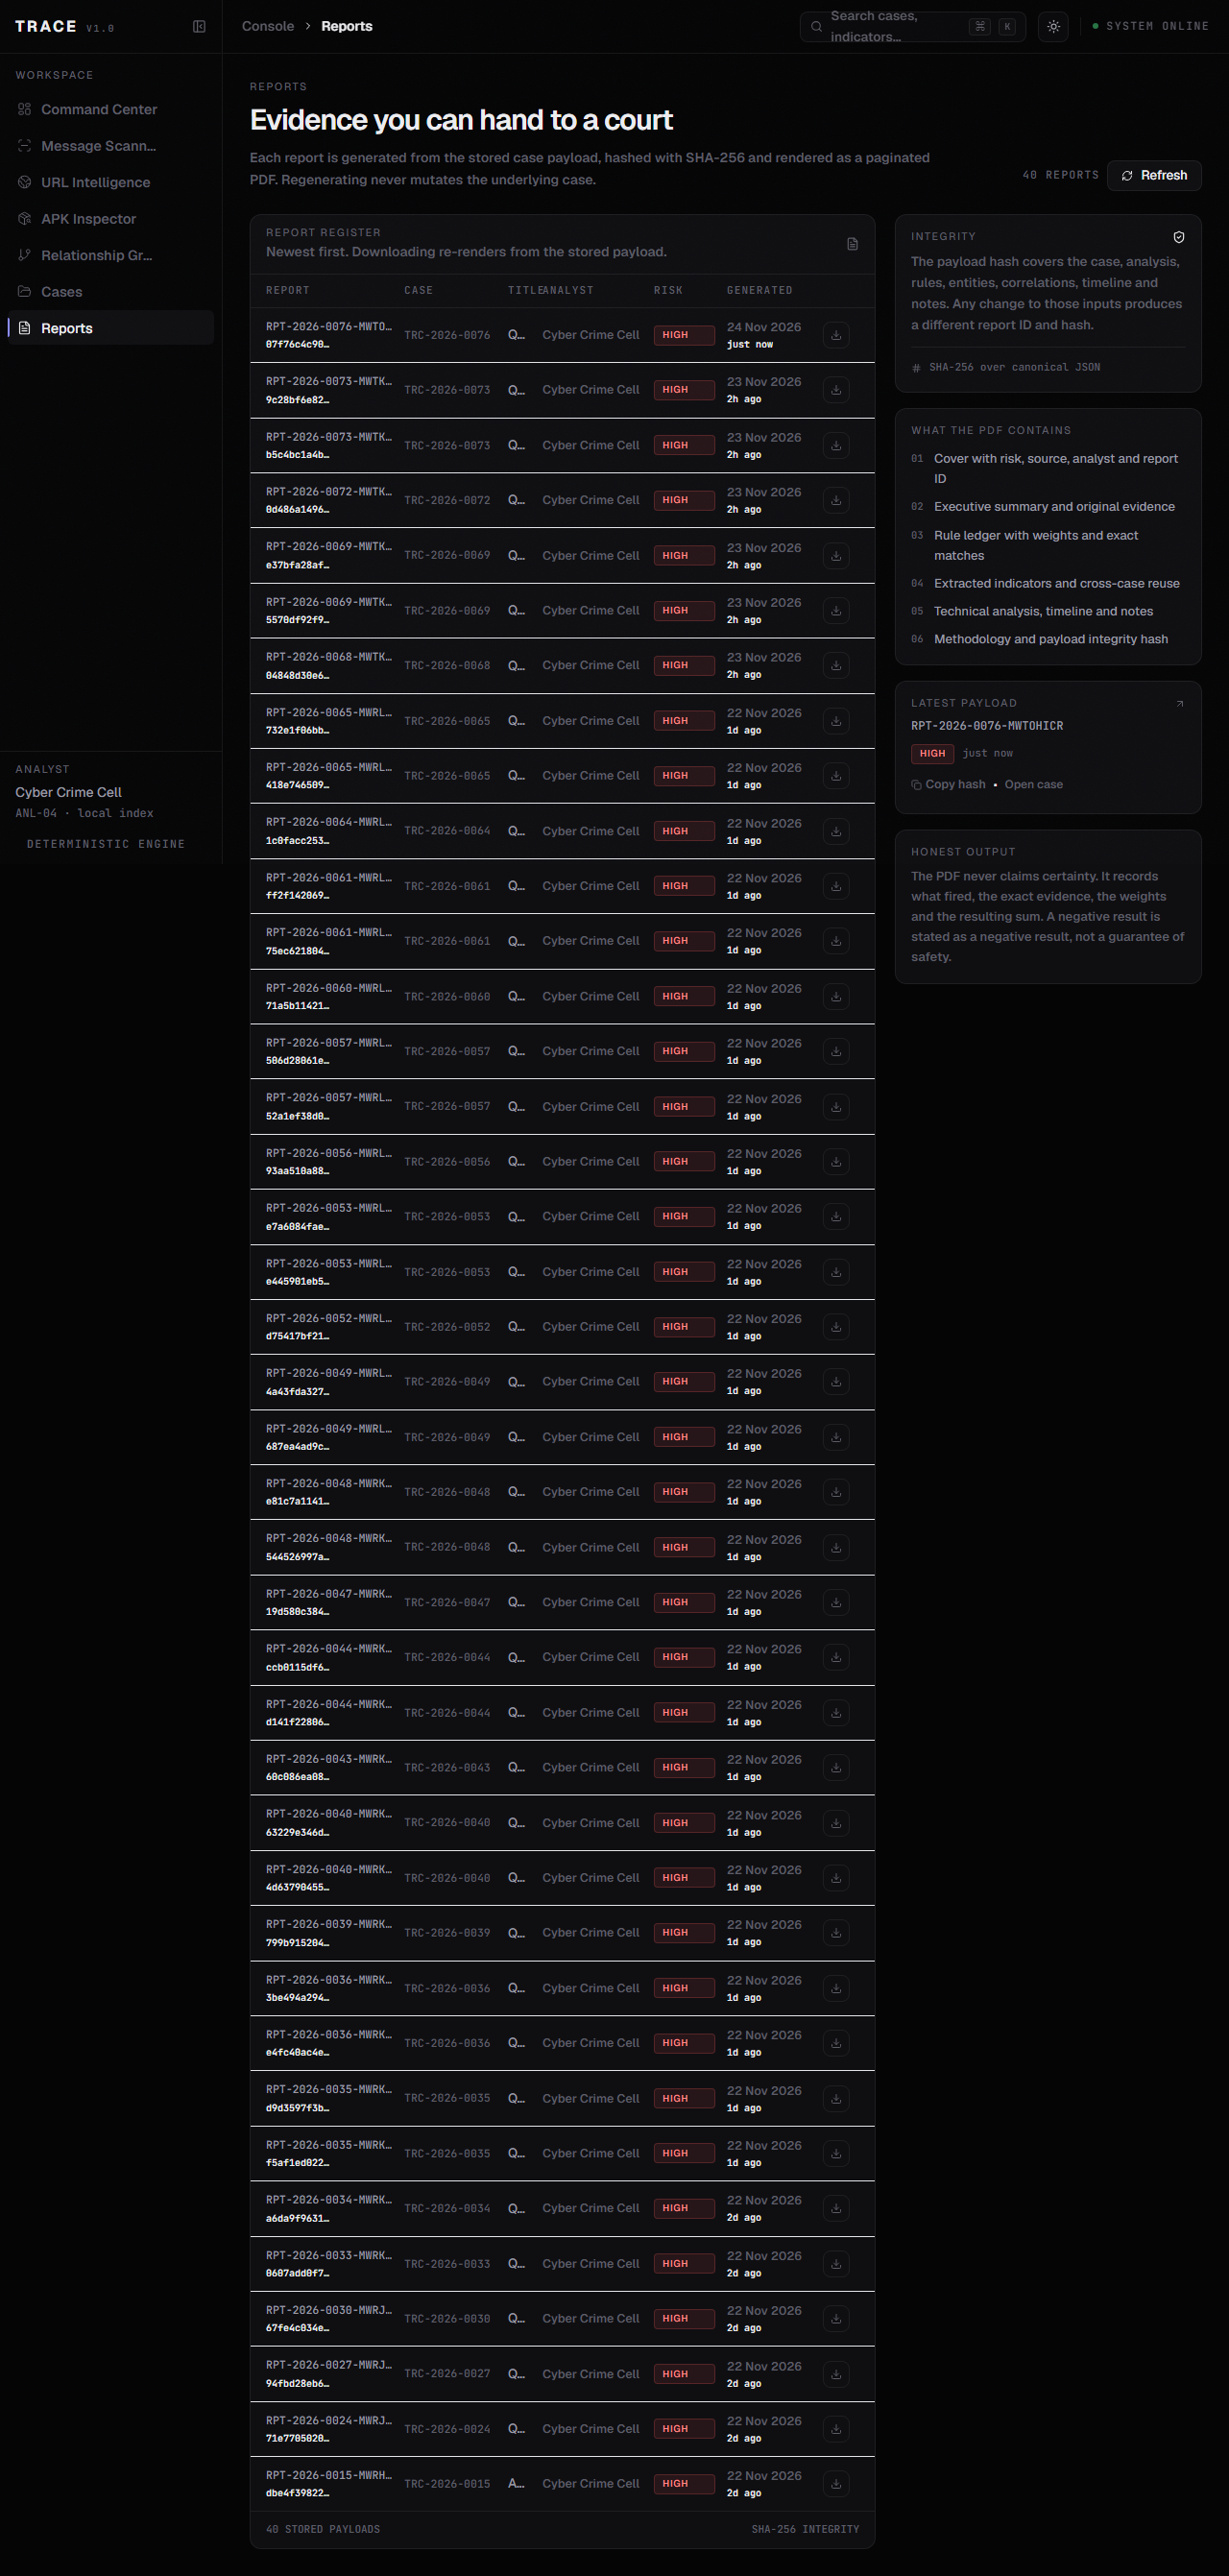 TRACE V1.0
WORKSPACE
Command Center
Message Scann…
URL Intelligence
APK Inspector
Relationship Gr…
Cases
Reports
ANALYST
Cyber Crime Cell
ANL-04 · local index
DETERMINISTIC ENGINE
Console > Reports
Search cases,
indicators…
⌘ K
SYSTEM ONLINE
REPORTS
Evidence you can hand to a court
Each report is generated from the stored case payload, hashed with SHA-256 and rendered as a paginated
PDF. Regenerating never mutates the underlying case.
40 REPORTS Refresh
REPORT REGISTER
Newest first. Downloading re-renders from the stored payload.
REPORT CASE TITLE ANALYST RISK GENERATED
RPT-2026-0076-MWTO… TRC-2026-0076 Q… Cyber Crime Cell HIGH 24 Nov 2026
07f76c4c90… just now
RPT-2026-0073-MWTK… TRC-2026-0073 Q… Cyber Crime Cell HIGH 23 Nov 2026
9c28bf6e82… 2h ago
RPT-2026-0073-MWTK… TRC-2026-0073 Q… Cyber Crime Cell HIGH 23 Nov 2026
b5c4bc1a4b… 2h ago
RPT-2026-0072-MWTK… TRC-2026-0072 Q… Cyber Crime Cell HIGH 23 Nov 2026
0d486a1496… 2h ago
RPT-2026-0069-MWTK… TRC-2026-0069 Q… Cyber Crime Cell HIGH 23 Nov 2026
e37bfa28af… 2h ago
RPT-2026-0069-MWTK… TRC-2026-0069 Q… Cyber Crime Cell HIGH 23 Nov 2026
5570df92f9… 2h ago
RPT-2026-0068-MWTK… TRC-2026-0068 Q… Cyber Crime Cell HIGH 23 Nov 2026
04848d30e6… 2h ago
RPT-2026-0065-MWRL… TRC-2026-0065 Q… Cyber Crime Cell HIGH 22 Nov 2026
732e1f06bb… 1d ago
RPT-2026-0065-MWRL… TRC-2026-0065 Q… Cyber Crime Cell HIGH 22 Nov 2026
418e746509… 1d ago
RPT-2026-0064-MWRL… TRC-2026-0064 Q… Cyber Crime Cell HIGH 22 Nov 2026
1c0facc253… 1d ago
RPT-2026-0061-MWRL… TRC-2026-0061 Q… Cyber Crime Cell HIGH 22 Nov 2026
ff2f142069… 1d ago
RPT-2026-0061-MWRL… TRC-2026-0061 Q… Cyber Crime Cell HIGH 22 Nov 2026
75ec621804… 1d ago
RPT-2026-0060-MWRL… TRC-2026-0060 Q… Cyber Crime Cell HIGH 22 Nov 2026
71a5b11421… 1d ago
RPT-2026-0057-MWRL… TRC-2026-0057 Q… Cyber Crime Cell HIGH 22 Nov 2026
506d28061e… 1d ago
RPT-2026-0057-MWRL… TRC-2026-0057 Q… Cyber Crime Cell HIGH 22 Nov 2026
52a1ef38d0… 1d ago
RPT-2026-0056-MWRL… TRC-2026-0056 Q… Cyber Crime Cell HIGH 22 Nov 2026
93aa510a88… 1d ago
RPT-2026-0053-MWRL… TRC-2026-0053 Q… Cyber Crime Cell HIGH 22 Nov 2026
e7a6084fae… 1d ago
RPT-2026-0053-MWRL… TRC-2026-0053 Q… Cyber Crime Cell HIGH 22 Nov 2026
e445901eb5… 1d ago
RPT-2026-0052-MWRL… TRC-2026-0052 Q… Cyber Crime Cell HIGH 22 Nov 2026
d75417bf21… 1d ago
RPT-2026-0049-MWRL… TRC-2026-0049 Q… Cyber Crime Cell HIGH 22 Nov 2026
4a43fda327… 1d ago
RPT-2026-0049-MWRL… TRC-2026-0049 Q… Cyber Crime Cell HIGH 22 Nov 2026
687ea4ad9c… 1d ago
RPT-2026-0048-MWRK… TRC-2026-0048 Q… Cyber Crime Cell HIGH 22 Nov 2026
e81c7a1141… 1d ago
RPT-2026-0048-MWRK… TRC-2026-0048 Q… Cyber Crime Cell HIGH 22 Nov 2026
544526997a… 1d ago
RPT-2026-0047-MWRK… TRC-2026-0047 Q… Cyber Crime Cell HIGH 22 Nov 2026
19d580c384… 1d ago
RPT-2026-0044-MWRK… TRC-2026-0044 Q… Cyber Crime Cell HIGH 22 Nov 2026
ccb0115df6… 1d ago
RPT-2026-0044-MWRK… TRC-2026-0044 Q… Cyber Crime Cell HIGH 22 Nov 2026
d141f22806… 1d ago
RPT-2026-0043-MWRK… TRC-2026-0043 Q… Cyber Crime Cell HIGH 22 Nov 2026
60c086ea08… 1d ago
RPT-2026-0040-MWRK… TRC-2026-0040 Q… Cyber Crime Cell HIGH 22 Nov 2026
63229e346d… 1d ago
RPT-2026-0040-MWRK… TRC-2026-0040 Q… Cyber Crime Cell HIGH 22 Nov 2026
4d63790455… 1d ago
RPT-2026-0039-MWRK… TRC-2026-0039 Q… Cyber Crime Cell HIGH 22 Nov 2026
799b915204… 1d ago
RPT-2026-0036-MWRK… TRC-2026-0036 Q… Cyber Crime Cell HIGH 22 Nov 2026
3be494a294… 1d ago
RPT-2026-0036-MWRK… TRC-2026-0036 Q… Cyber Crime Cell HIGH 22 Nov 2026
e4fc40ac4e… 1d ago
RPT-2026-0035-MWRK… TRC-2026-0035 Q… Cyber Crime Cell HIGH 22 Nov 2026
d9d3597f3b… 1d ago
RPT-2026-0035-MWRK… TRC-2026-0035 Q… Cyber Crime Cell HIGH 22 Nov 2026
f5af1ed022… 1d ago
RPT-2026-0034-MWRK… TRC-2026-0034 Q… Cyber Crime Cell HIGH 22 Nov 2026
a6da9f9631… 2d ago
RPT-2026-0033-MWRK… TRC-2026-0033 Q… Cyber Crime Cell HIGH 22 Nov 2026
0607add0f7… 2d ago
RPT-2026-0030-MWRJ… TRC-2026-0030 Q… Cyber Crime Cell HIGH 22 Nov 2026
67fe4c034e… 2d ago
RPT-2026-0027-MWRJ… TRC-2026-0027 Q… Cyber Crime Cell HIGH 22 Nov 2026
94fbd28eb6… 2d ago
RPT-2026-0024-MWRJ… TRC-2026-0024 Q… Cyber Crime Cell HIGH 22 Nov 2026
71e7705020… 2d ago
RPT-2026-0015-MWRH… TRC-2026-0015 A… Cyber Crime Cell HIGH 22 Nov 2026
dbe4f39822… 2d ago
40 STORED PAYLOADS SHA-256 INTEGRITY
INTEGRITY
The payload hash covers the case, analysis,
rules, entities, correlations, timeline and
notes. Any change to those inputs produces
a different report ID and hash.
# SHA-256 over canonical JSON
WHAT THE PDF CONTAINS
01 Cover with risk, source, analyst and report
ID
02 Executive summary and original evidence
03 Rule ledger with weights and exact
matches
04 Extracted indicators and cross-case reuse
05 Technical analysis, timeline and notes
06 Methodology and payload integrity hash
LATEST PAYLOAD
RPT-2026-0076-MWTOHICR
HIGH just now
Copy hash • Open case
HONEST OUTPUT
The PDF never claims certainty. It records
what fired, the exact evidence, the weights
and the resulting sum. A negative result is
stated as a negative result, not a guarantee of
safety.